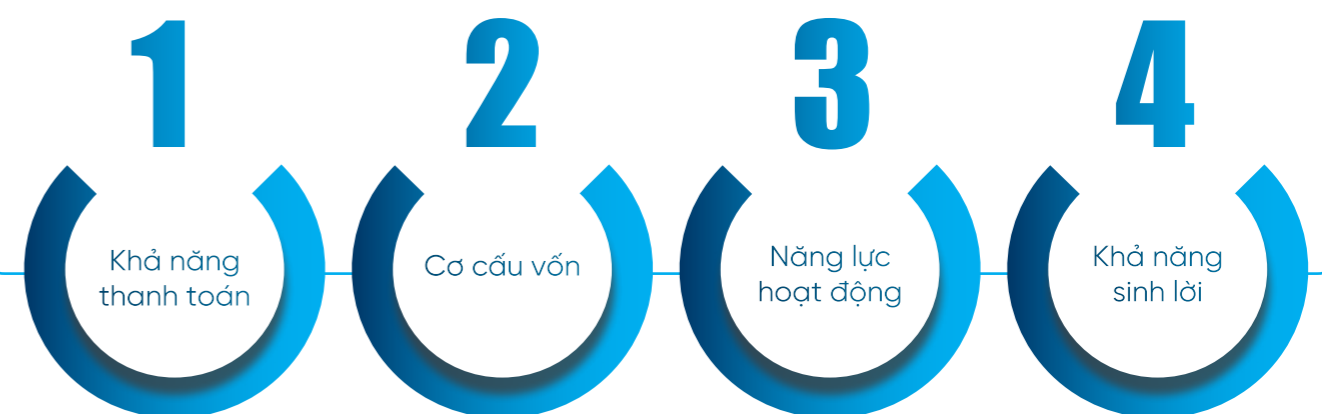 1
2
3
4
Khả năng
thanh toán
Cơ cấu vốn
Năng lực
hoạt động
Khả năng
sinh lời